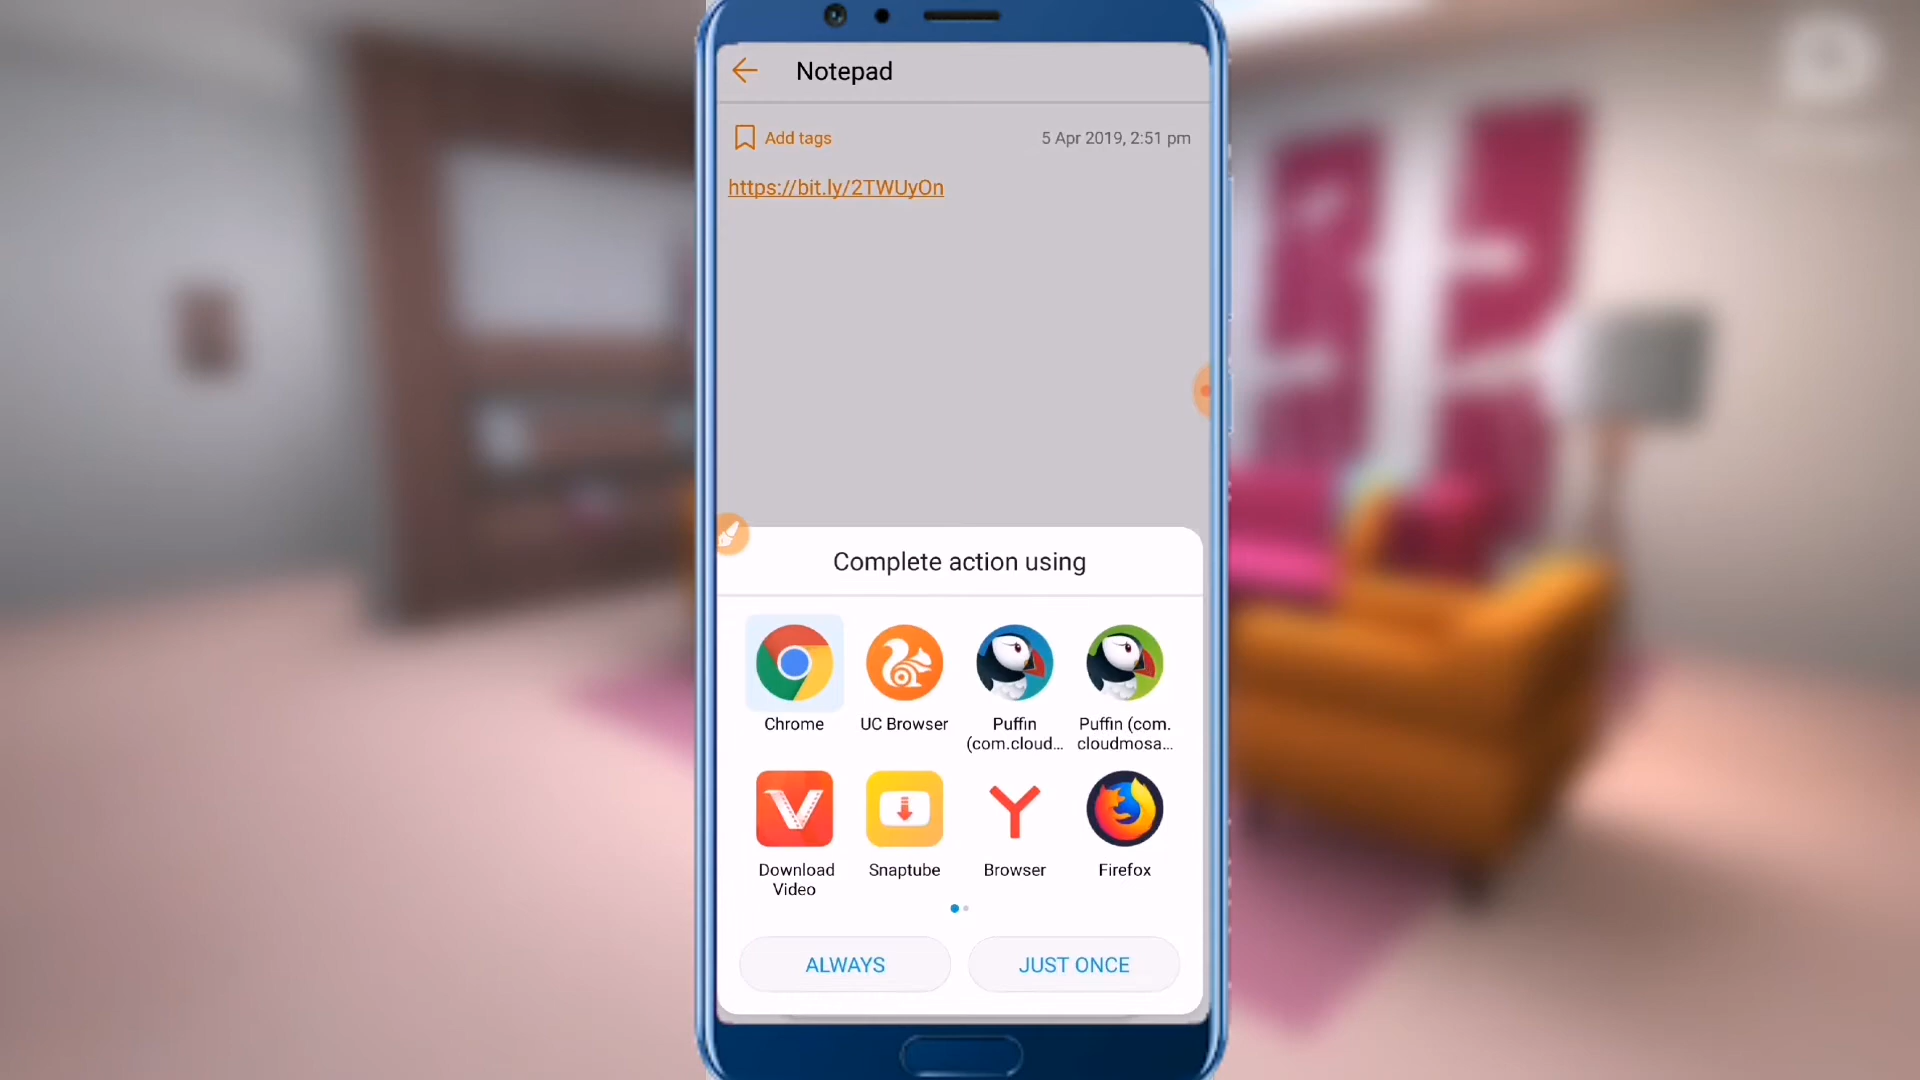 Notepad
Add tags
5 Apr 2019, 2:51 pm
https://bit.ly/2TWUyOn
Complete action using
Chrome
UC Browser
Puffin
(com.cloud...
Puffin (com.
cloudmosa...
Download
Video
Snaptube
Browser
Firefox
ALWAYS
JUST ONCE